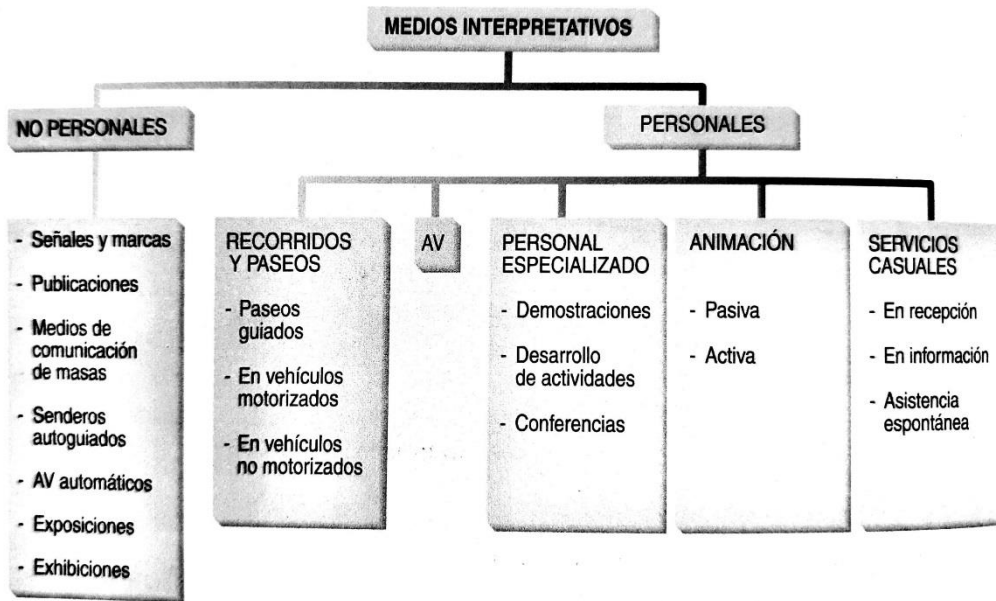 MEDIOS INTERPRETATIVOS
NO PERSONALES
PERSONALES
- Señales y marcas
- Publicaciones
- Medios de
comunicación
de masas
- Senderos
autoguiados
- AV automáticos
- Exposiciones
- Exhibiciones
RECORRIDOS
Y PASEOS
- Paseos
guiados
- En vehículos
motorizados
- En vehículos
no motorizados
AV
PERSONAL
ESPECIALIZADO
- Demostraciones
- Desarrollo
de actividades
- Conferencias
ANIMACIÓN
- Pasiva
- Activa
SERVICIOS
CASUALES
- En recepción
- En información
- Asistencia
espontánea